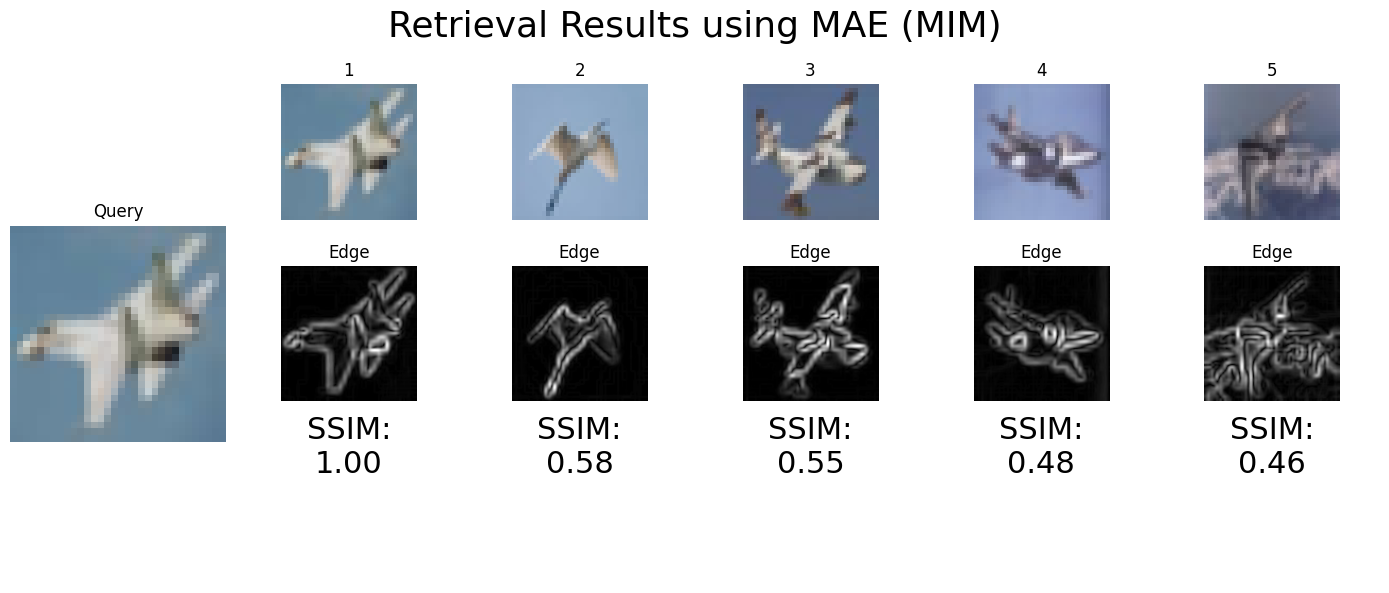 Retrieval Results using MAE (MIM)
1
2
3
4
5
Query
Edge
Edge
Edge
Edge
Edge
SSIM:
1.00
SSIM:
0.58
SSIM:
0.55
SSIM:
0.48
SSIM:
0.46